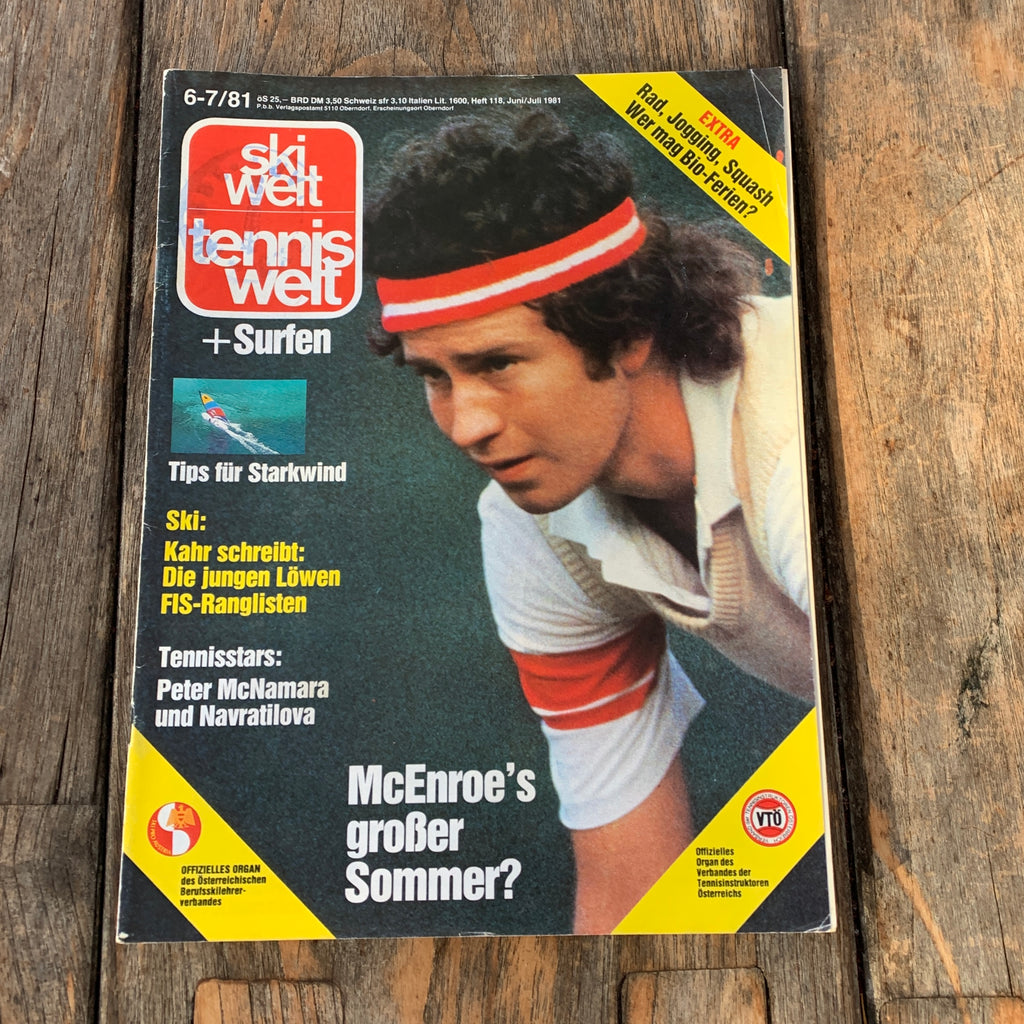 6-7/81 öS 25,– BRD DM 3,50 Schweiz sfr 3,10 Italien Lit. 1600, Heft 118, Juni/Juli 1981
P.b.b. Verlagspostamt 5110 Oberndorf, Erscheinungsort Oberndorf
EXTRA
Rad, Jogging, Squash
Wer mag Bio-Ferien?
ski
welt
tennis
welt
+Surfen
Tips für Starkwind
Ski:
Kahr schreibt:
Die jungen Löwen
FIS-Ranglisten
Tennisstars:
Peter McNamara
und Navratilova
McEnroe's
großer
Sommer?
OFFIZIELLES ORGAN
des Österreichischen
Berufsskilehrer-
verbandes
VTÖ
Offizielles
Organ des
Verbandes der
Tennisinstruktoren
Österreichs